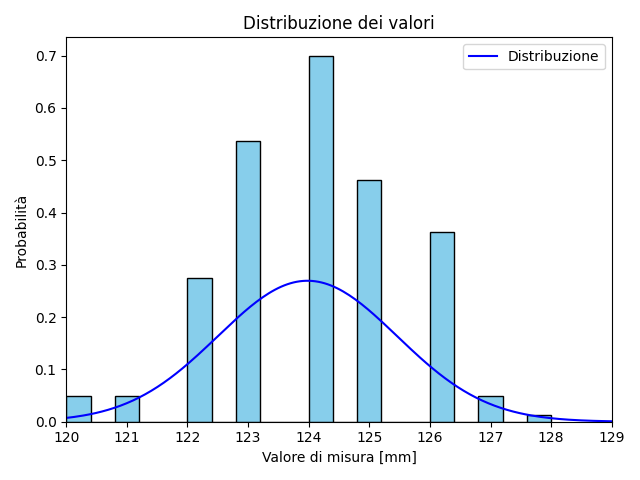 Distribuzione dei valori
Distribuzione
Probabilità
0.7
0.6
0.5
0.4
0.3
0.2
0.1
0.0
120 121 122 123 124 125 126 127 128 129
Valore di misura [mm]